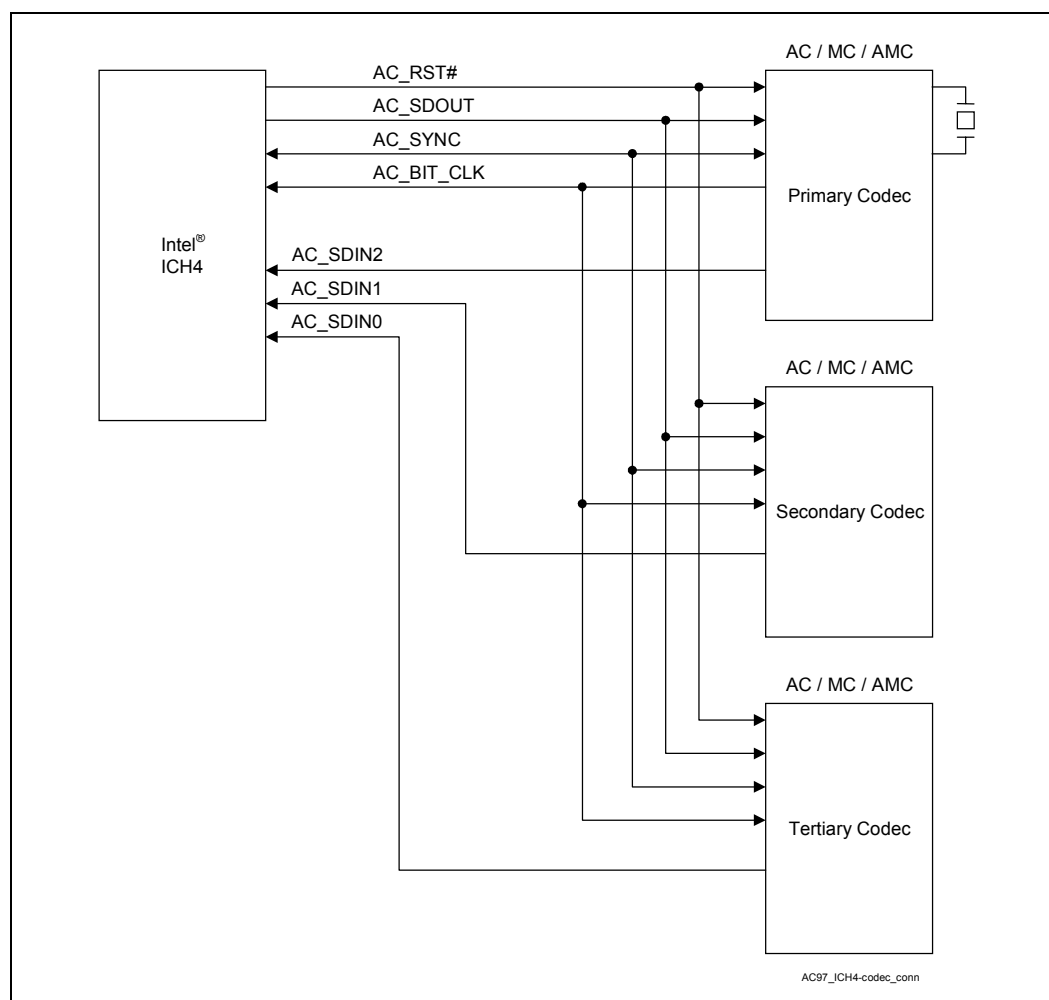 AC / MC / AMC
AC_RST#
AC_SDOUT
AC_SYNC
AC_BIT_CLK
Primary Codec
Intel®
ICH4
AC_SDIN2
AC_SDIN1
AC_SDIN0
AC / MC / AMC
Secondary Codec
AC / MC / AMC
Tertiary Codec
AC97_ICH4-codec_conn